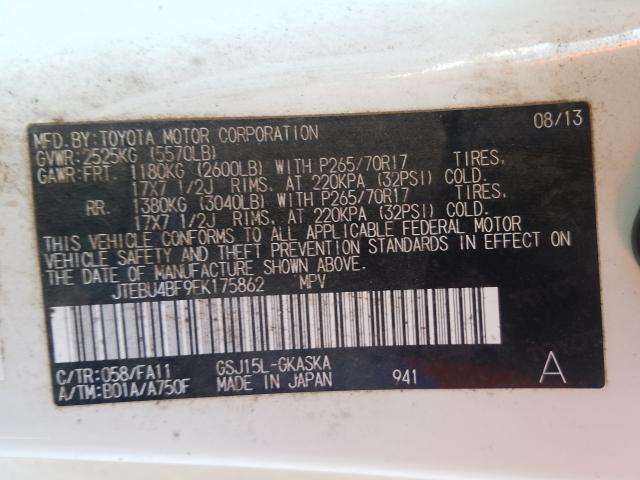 MFD.BY:TOYOTA MOTOR CORPORATION 08/13
GVWR:2525KG (5570LB)
GAWR:FRT. 1180KG (2600LB) WITH P265/70R17 TIRES.
17X7 1/2J RIMS. AT 220KPA (32PSI) COLD.
RR. 1380KG (3040LB) WITH P265/70R17 TIRES.
17X7 1/2J RIMS. AT 220KPA (32PSI) COLD.
THIS VEHICLE CONFORMS TO ALL APPLICABLE FEDERAL MOTOR
VEHICLE SAFETY AND THEFT PREVENTION STANDARDS IN EFFECT ON
THE DATE OF MANUFACTURE SHOWN ABOVE.
JTEBU4BF9EK175862 MPV
C/TR:058/FA11 GSJ15L-GKASKA
A/TM:B01A/A750F MADE IN JAPAN 941 A